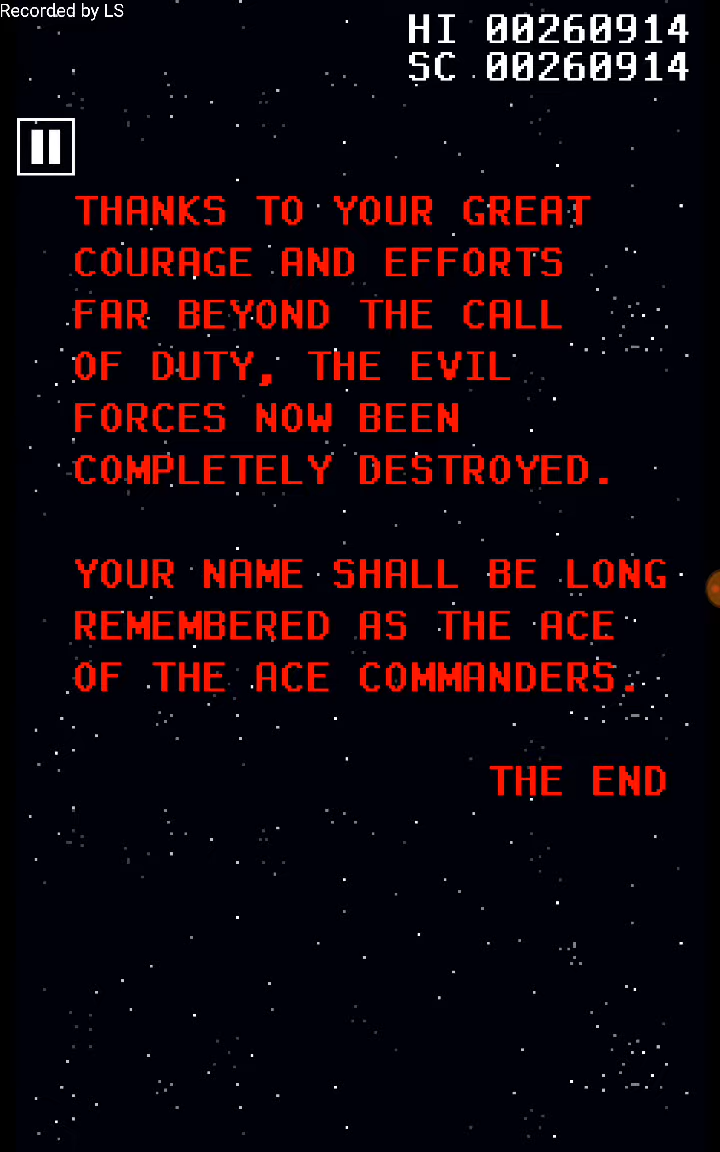 Recorded by LS
HI 00260914
SC 00260914
THANKS TO YOUR GREAT
COURAGE AND EFFORTS
FAR BEYOND THE CALL
OF DUTY, THE EVIL
FORCES NOW BEEN
COMPLETELY DESTROYED.
YOUR NAME SHALL BE LONG
REMEMBERED AS THE ACE
OF THE ACE COMMANDERS.
THE END